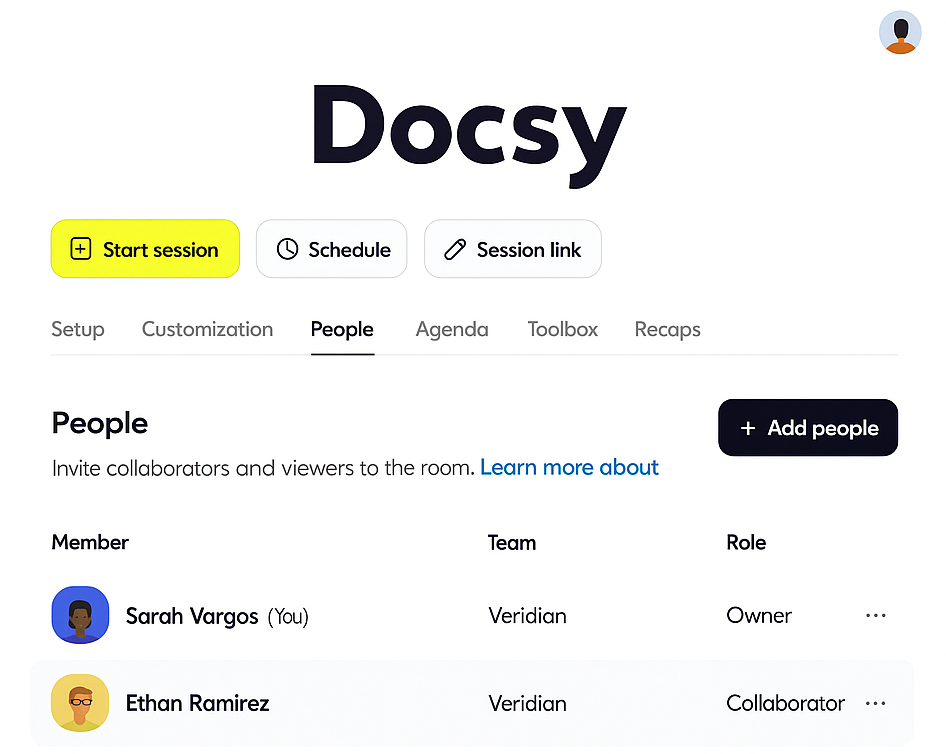 Docsy
Start session Schedule Session link
Setup Customization People Agenda Toolbox Recaps
People
+ Add people
Invite collaborators and viewers to the room. Learn more about
Member Team Role
Sarah Vargos (You) Veridian Owner ...
Ethan Ramirez Veridian Collaborator ...